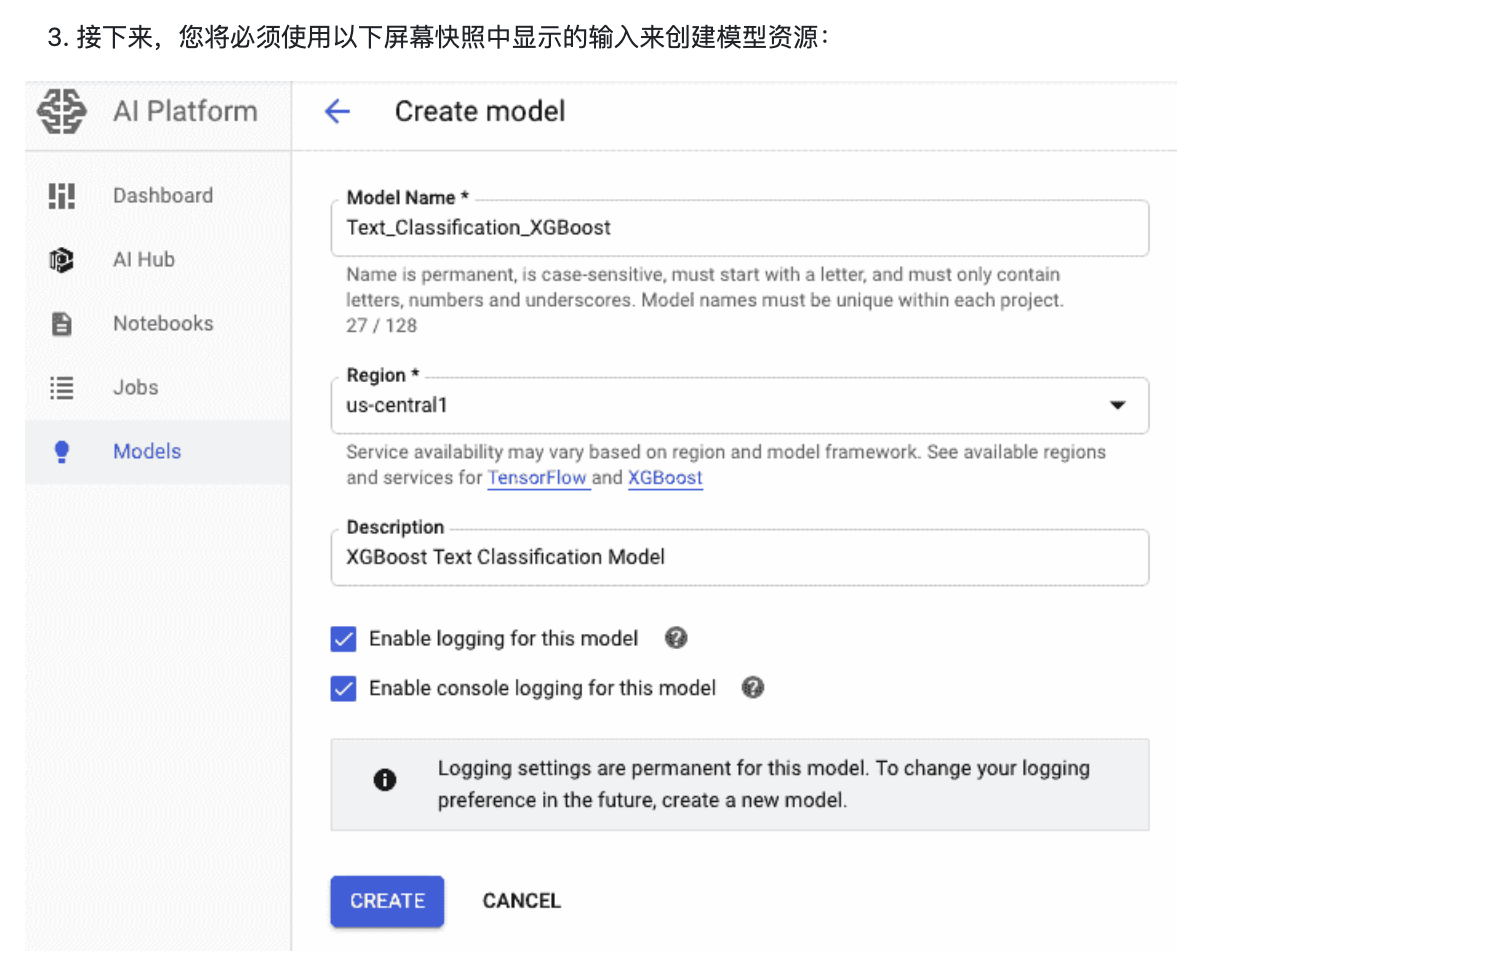 3. 接下来，您将必须使用以下屏幕快照中显示的输入来创建模型资源：
AI Platform
Create model
Dashboard
AI Hub
Notebooks
Jobs
Models
Model Name *
Text_Classification_XGBoost
Name is permanent, is case-sensitive, must start with a letter, and must only contain
letters, numbers and underscores. Model names must be unique within each project.
27 / 128
Region *
us-central1
Service availability may vary based on region and model framework. See available regions
and services for TensorFlow and XGBoost
Description
XGBoost Text Classification Model
Enable logging for this model
Enable console logging for this model
Logging settings are permanent for this model. To change your logging
preference in the future, create a new model.
CREATE
CANCEL